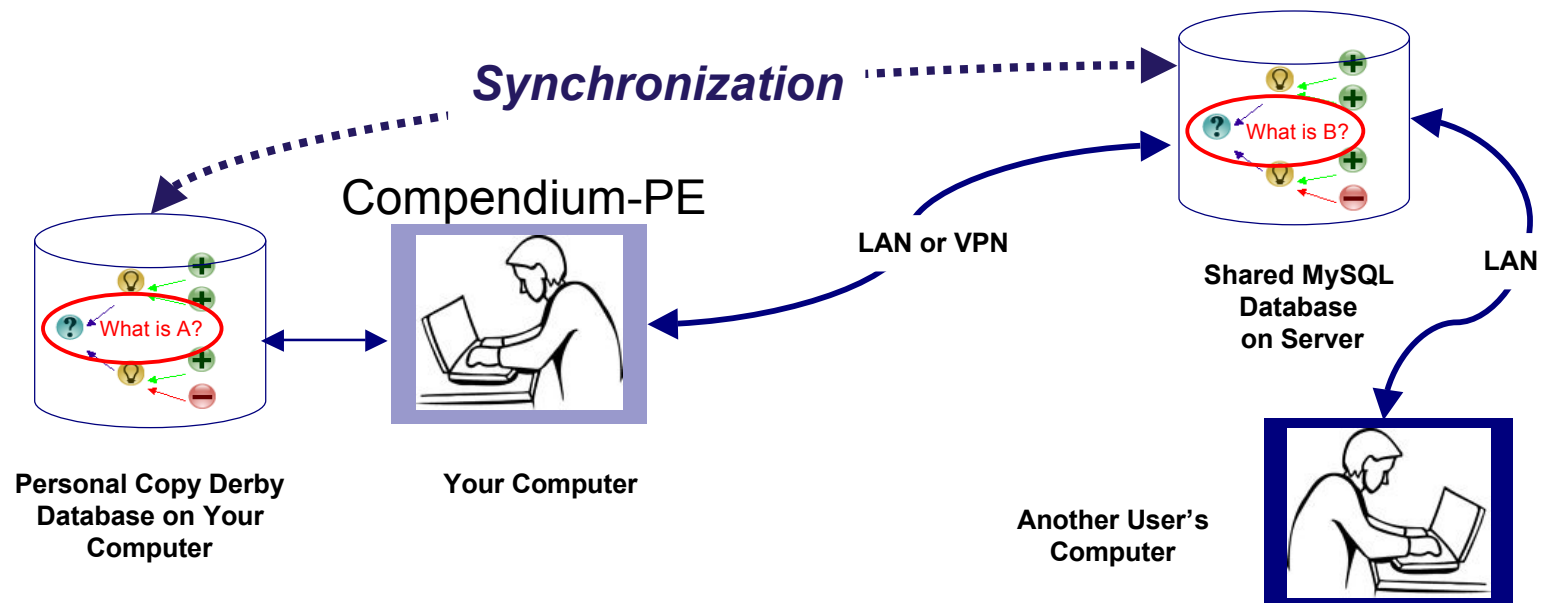 Synchronization
What is B?
Compendium-PE
LAN or VPN
LAN
Shared MySQL
Database
on Server
What is A?
Personal Copy Derby
Database on Your
Computer
Your Computer
Another User’s
Computer